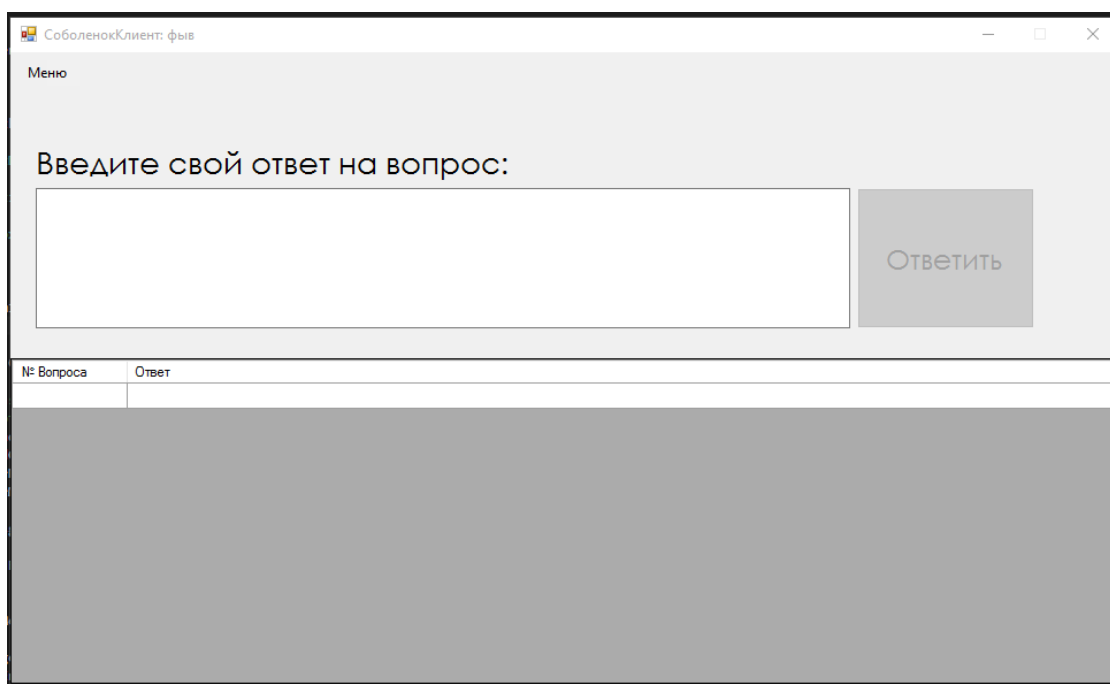 СоболенокКлиент: фыв
Меню
Введите свой ответ на вопрос:
Ответить
№ Вопроса Ответ